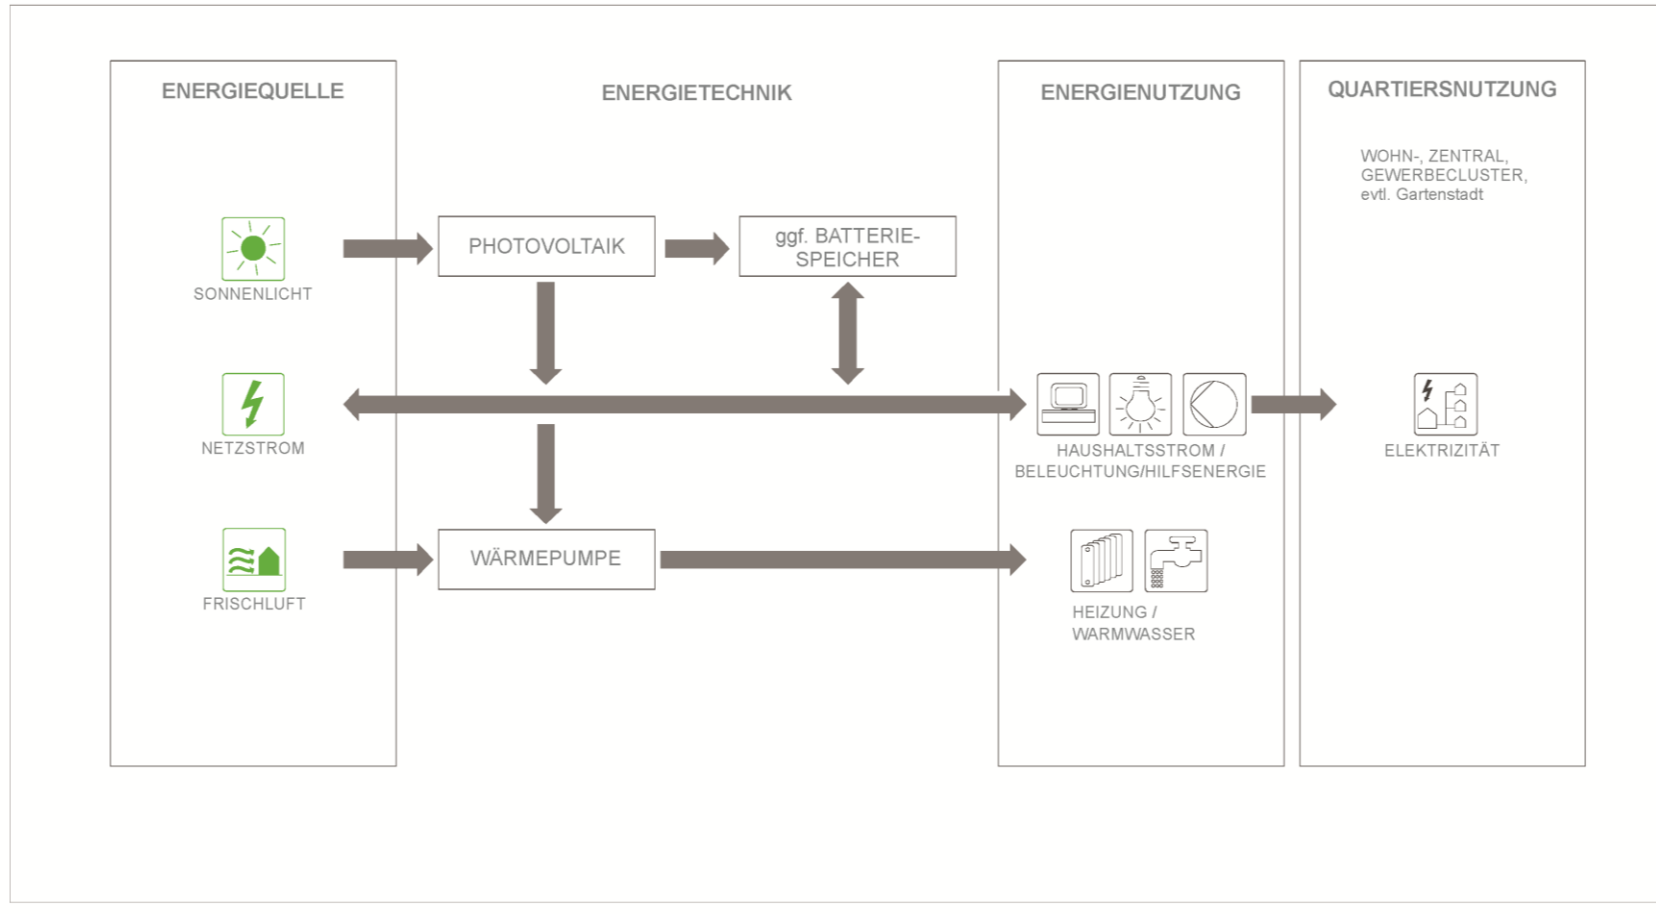 ENERGIEQUELLE
ENERGIETECHNIK
ENERGIENUTZUNG
QUARTIERSNUTZUNG
WOHN-, ZENTRAL,
GEWERBECLUSTER,
evtl. Gartenstadt
SONNENLICHT
PHOTOVOLTAIK
ggf. BATTERIE-
SPEICHER
NETZSTROM
HAUSHALTSSTROM /
BELEUCHTUNG/HILFSENERGIE
ELEKTRIZITÄT
FRISCHLUFT
WÄRMEPUMPE
HEIZUNG /
WARMWASSER